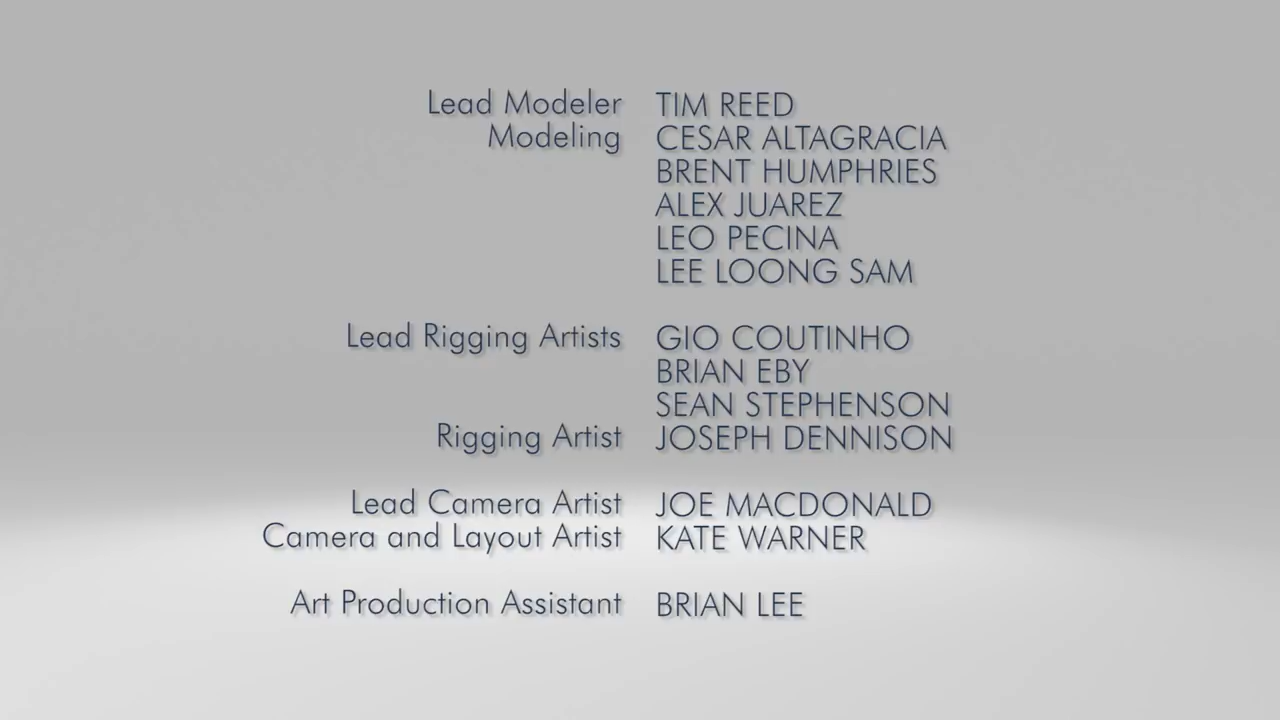 Lead Modeler TIM REED
Modeling CESAR ALTAGRACIA
BRENT HUMPHRIES
ALEX JUAREZ
LEO PECINA
LEE LOONG SAM
Lead Rigging Artists GIO COUTINHO
BRIAN EBY
SEAN STEPHENSON
Rigging Artist JOSEPH DENNISON
Lead Camera Artist JOE MACDONALD
Camera and Layout Artist KATE WARNER
Art Production Assistant BRIAN LEE